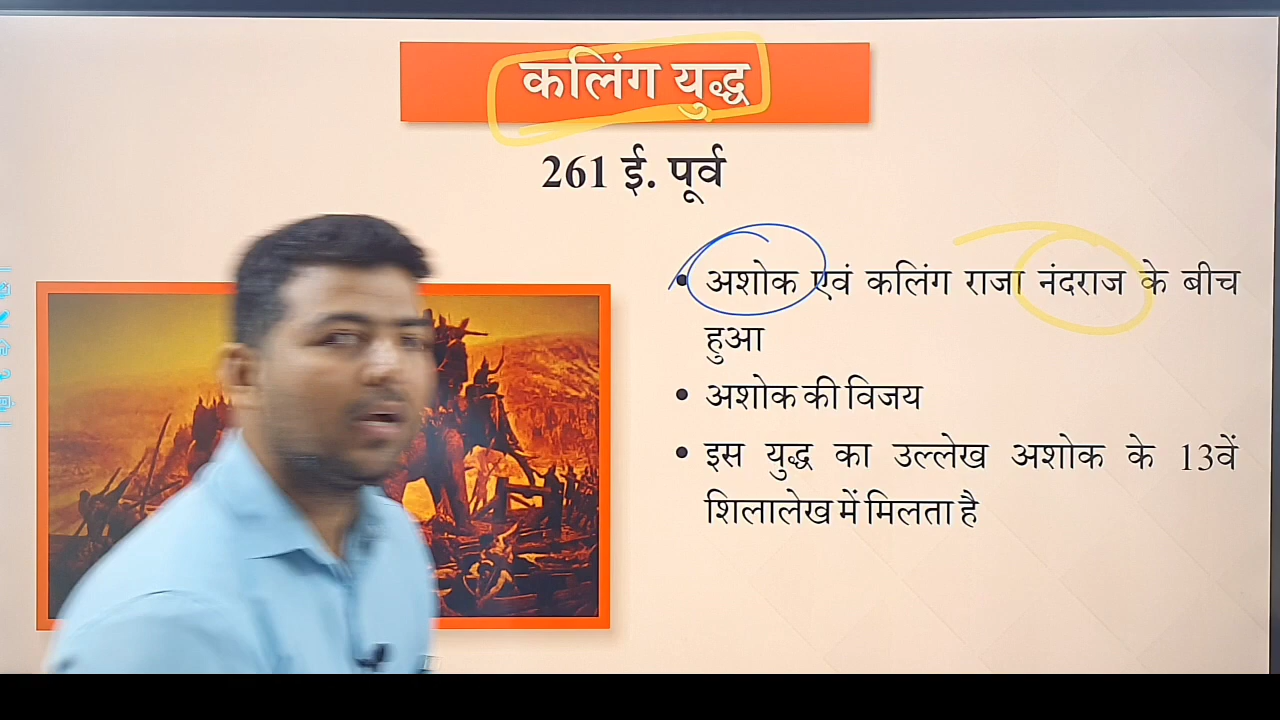 कलिंग युद्ध
261 ई. पूर्व
• अशोक एवं कलिंग राजा नंदराज के बीच
हुआ
• अशोक की विजय
• इस युद्ध का उल्लेख अशोक के 13वें
शिलालेख में मिलता है